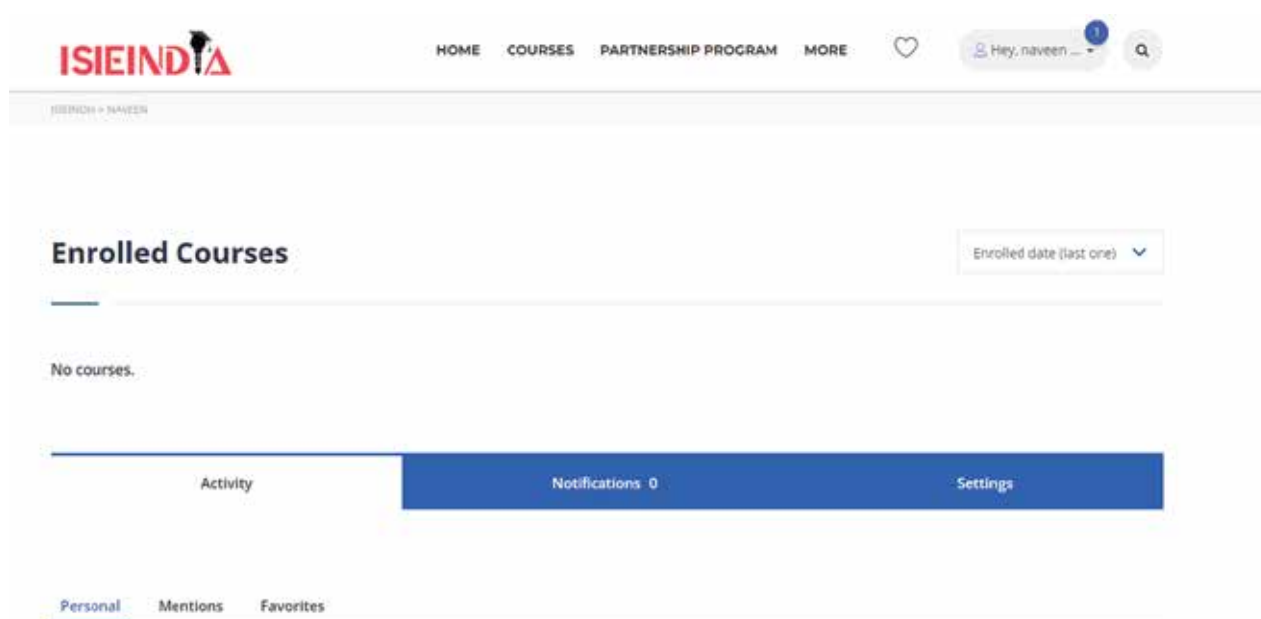 ISIEINDIA
HOME COURSES PARTNERSHIP PROGRAM MORE
Hey, naveen ...
1
ISIEINDIA > NAVEEN
Enrolled Courses
Enrolled date (last one)
No courses.
Activity
Notifications 0
Settings
Personal Mentions Favorites